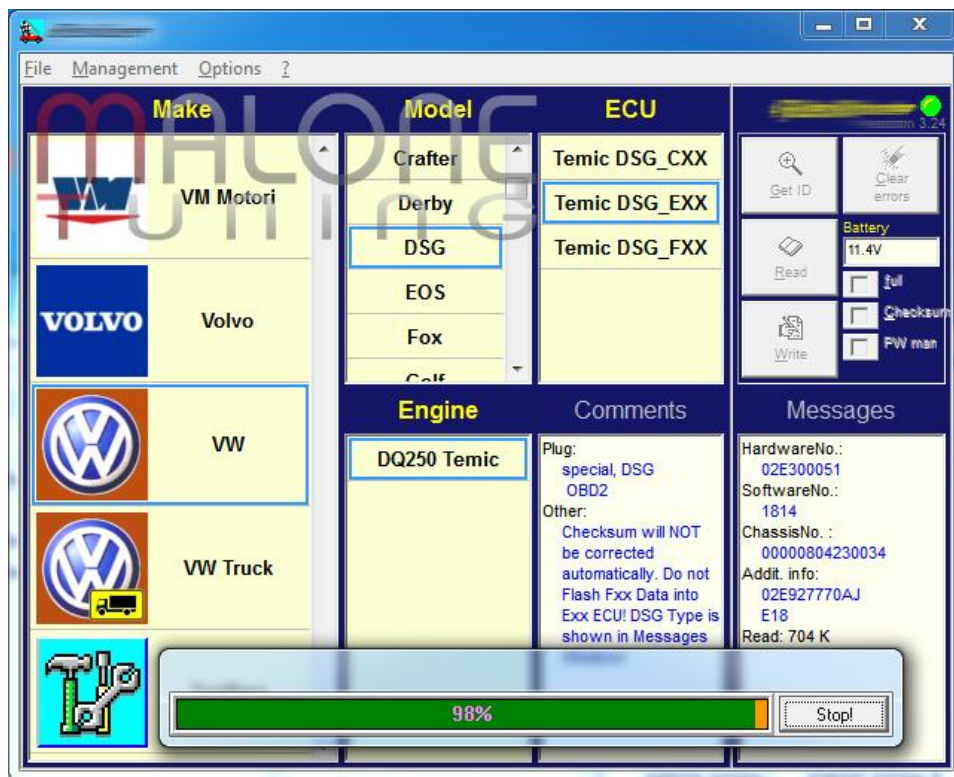 File Management Options ?
MALONE
Tuning
Make
VM Motori
VOLVO
Volvo
VW
VW Truck
Model
Crafter
Derby
DSG
EOS
Fox
Golf
ECU
Temic DSG_CXX
Temic DSG_EXX
Temic DSG_FXX
3.24
Get ID
Clear
errors
Read
Battery
11.4V
full
Checksum
PW man
Write
Engine
DQ250 Temic
Comments
Plug:
special, DSG
OBD2
Other:
Checksum will NOT
be corrected
automatically. Do not
Flash Fxx Data into
Exx ECU! DSG Type is
shown in Messages
Messages
HardwareNo.:
02E300051
SoftwareNo.:
1814
ChassisNo. :
00000804230034
Addit. info:
02E927770AJ
E18
Read: 704 K
98%
Stop!